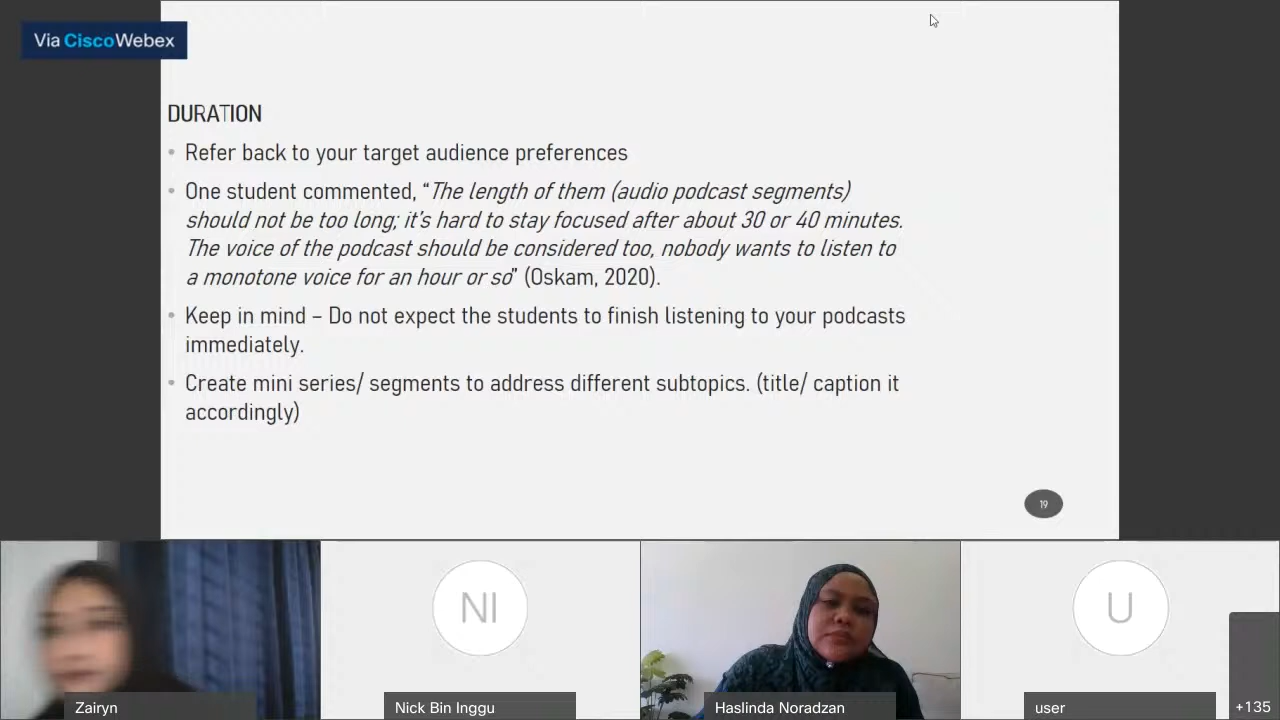 Via CiscoWebex
DURATION
• Refer back to your target audience preferences
• One student commented, “The length of them (audio podcast segments)
should not be too long; it’s hard to stay focused after about 30 or 40 minutes.
The voice of the podcast should be considered too, nobody wants to listen to
a monotone voice for an hour or so” (Oskam, 2020).
• Keep in mind – Do not expect the students to finish listening to your podcasts
immediately.
• Create mini series/ segments to address different subtopics. (title/ caption it
accordingly)
19
NI
U
Zairyn
Nick Bin Inggu
Haslinda Noradzan
user
+135